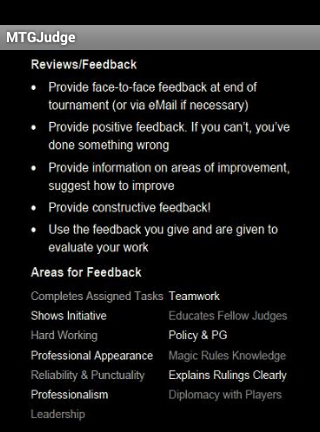 MTGJudge
Reviews/Feedback
• Provide face-to-face feedback at end of
tournament (or via eMail if necessary)
• Provide positive feedback. If you can't, you've
done something wrong
• Provide information on areas of improvement,
suggest how to improve
• Provide constructive feedback!
• Use the feedback you give and are given to
evaluate your work
Areas for Feedback
Completes Assigned Tasks Teamwork
Shows Initiative Educates Fellow Judges
Hard Working Policy & PG
Professional Appearance Magic Rules Knowledge
Reliability & Punctuality Explains Rulings Clearly
Professionalism Diplomacy with Players
Leadership